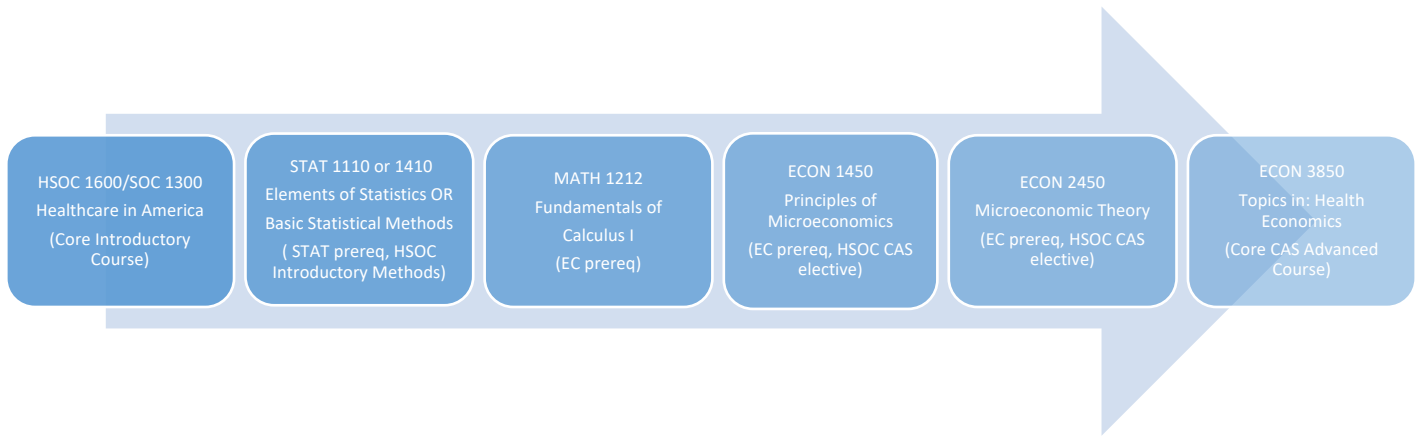 HSOC 1600/SOC 1300
Healthcare in America
(Core Introductory
Course)
STAT 1110 or 1410
Elements of Statistics OR
Basic Statistical Methods
( STAT prereq, HSOC
Introductory Methods)
MATH 1212
Fundamentals of
Calculus I
(EC prereq)
ECON 1450
Principles of
Microeconomics
(EC prereq, HSOC CAS
elective)
ECON 2450
Microeconomic Theory
(EC prereq, HSOC CAS
elective)
ECON 3850
Topics in: Health
Economics
(Core CAS Advanced
Course)